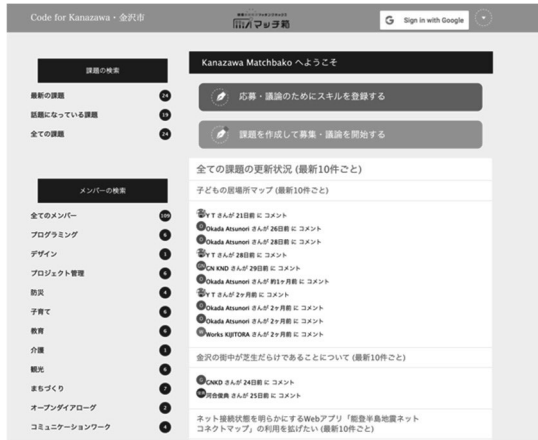 Code for Kanazawa・金沢市
マッチ箱
Sign in with Google
課題の検索
最新の課題 24
話題になっている課題 19
全ての課題 24
メンバーの検索
全てのメンバー 109
プログラミング 6
デザイン 1
プロジェクト管理 6
防災 4
子育て 6
教育 6
介護 1
観光 6
まちづくり 7
オープンダイアローグ 2
コミュニケーションワーク 4
Kanazawa Matchbako へようこそ
応募・議論のためにスキルを登録する
課題を作成して募集・議論を開始する
全ての課題の更新状況 (最新10件ごと)
子どもの居場所マップ (最新10件ごと)
Y T さんが 21日前 に コメント
Okada Atsunori さんが 26日前 に コメント
Okada Atsunori さんが 28日前 に コメント
Y T さんが 28日前 に コメント
GN KND さんが 29日前 に コメント
Okada Atsunori さんが 約1ヶ月前 に コメント
Y T さんが 2ヶ月前 に コメント
Okada Atsunori さんが 2ヶ月前 に コメント
Okada Atsunori さんが 2ヶ月前 に コメント
Works KIJITORA さんが 2ヶ月前 に コメント
金沢の街中が芝生だらけであることについて (最新10件ごと)
GNKD さんが 24日前 に コメント
河合俊典 さんが 25日前 に コメント
ネット接続状態を明らかにするWebアプリ「能登半島地震ネット
コネクトマップ」の利用を拡げたい (最新10件ごと)